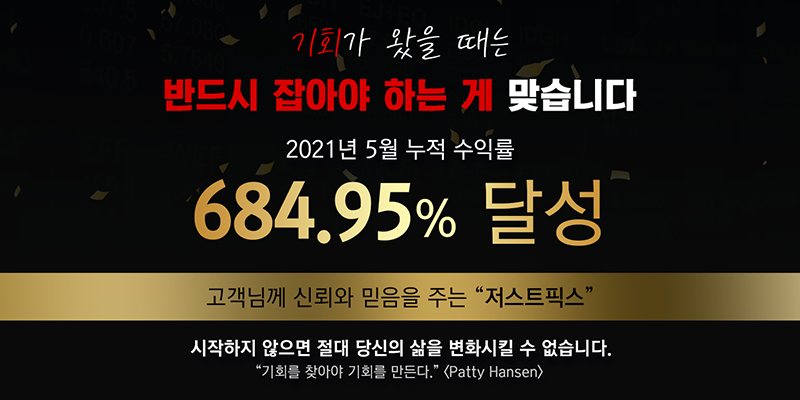 기회가 왔을 때는
반드시 잡아야 하는 게 맞습니다
2021년 5월 누적 수익률
684.95% 달성
고객님께 신뢰와 믿음을 주는 “저스트픽스”
시작하지 않으면 절대 당신의 삶을 변화시킬 수 없습니다.
“기회를 찾아야 기회를 만든다.” 〈Patty Hansen〉